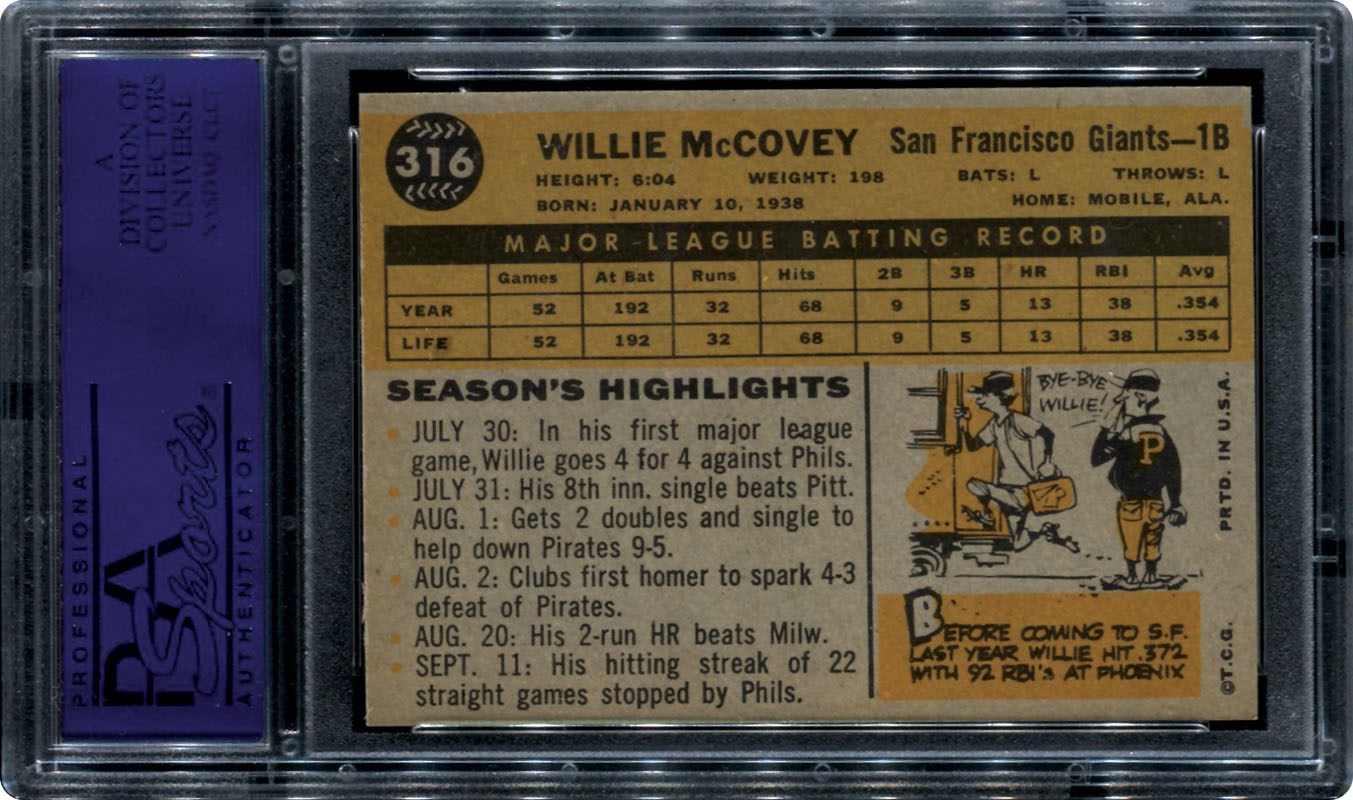 A
DIVISION OF
COLLECTORS
UNIVERSE
NASDAQ: CLCT
PROFESSIONAL
PSA
Sports®
AUTHENTICATOR
316
WILLIE McCOVEY San Francisco Giants—1B
HEIGHT: 6:04 WEIGHT: 198 BATS: L THROWS: L
BORN: JANUARY 10, 1938 HOME: MOBILE, ALA.
MAJOR LEAGUE BATTING RECORD
Games At Bat Runs Hits 2B 3B HR RBI Avg
YEAR 52 192 32 68 9 5 13 38 .354
LIFE 52 192 32 68 9 5 13 38 .354
SEASON'S HIGHLIGHTS
JULY 30: In his first major league
game, Willie goes 4 for 4 against Phils.
JULY 31: His 8th inn. single beats Pitt.
AUG. 1: Gets 2 doubles and single to
help down Pirates 9-5.
AUG. 2: Clubs first homer to spark 4-3
defeat of Pirates.
AUG. 20: His 2-run HR beats Milw.
SEPT. 11: His hitting streak of 22
straight games stopped by Phils.
BYE-BYE
WILLIE!
P
BEFORE COMING TO S.F.
LAST YEAR WILLIE HIT .372
WITH 92 RBI's AT PHOENIX
PRTD. IN U.S.A.
©T.C.G.